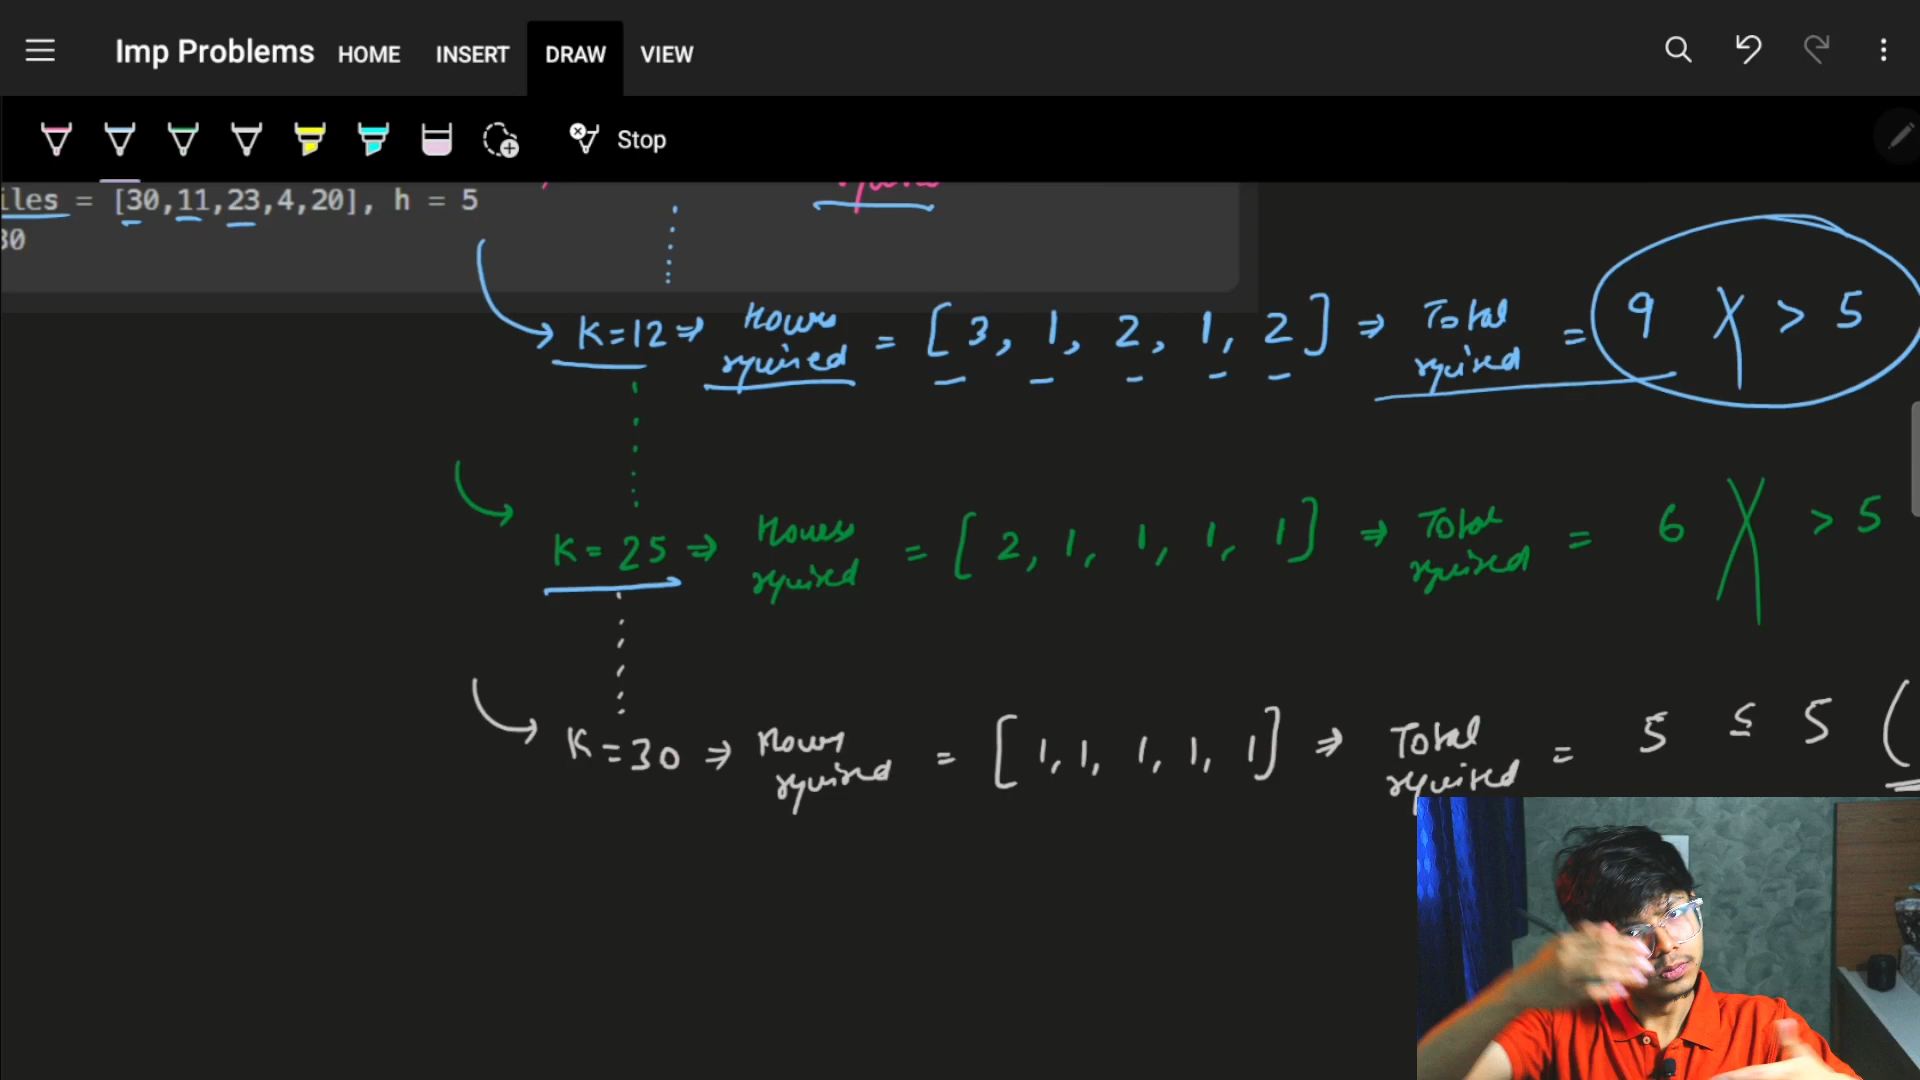 Imp Problems HOME INSERT DRAW VIEW
Stop
iles = [30,11,23,4,20], h = 5
30
K=12 ⇒ Hours required = [3, 1, 2, 1, 2] ⇒ Total required = 9 X > 5
K= 25 ⇒ Hours required = [2, 1, 1, 1, 1] ⇒ Total required = 6 X > 5
K=30 ⇒ Hours required = [1, 1, 1, 1, 1] ⇒ Total required = 5 ≤ 5 (